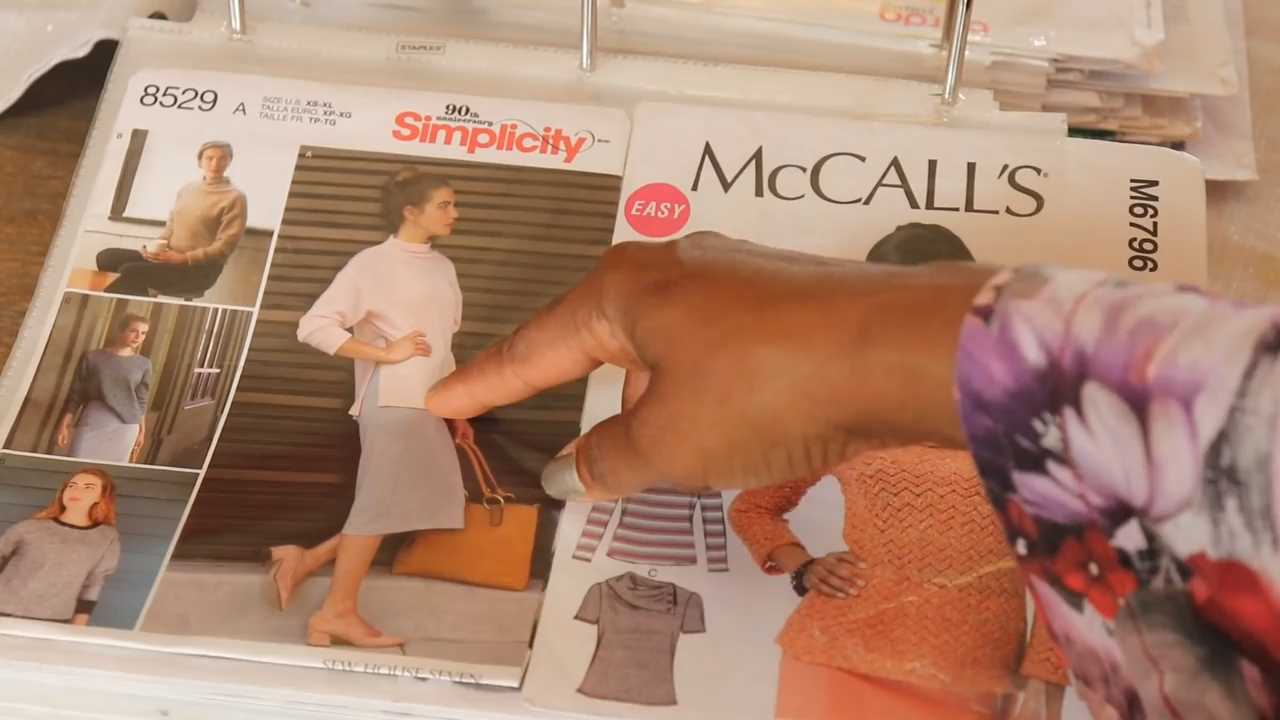 STAPLES
8529 A
SIZE U.S. XS-XL
TALLA EURO. XP-XG
TAILLE FR. TP-TG
90th
anniversary
Simplicity
B
A
C
SEW HOUSE SEVEN
McCALL'S
EASY
M6796
C
burda